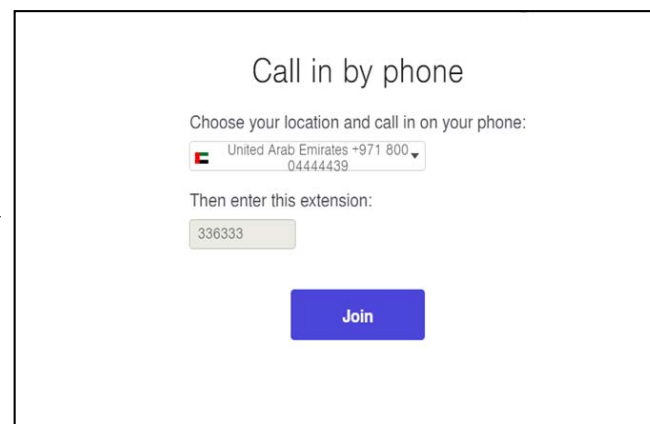 Call in by phone
Choose your location and call in on your phone:
United Arab Emirates +971 800
04444439
Then enter this extension:
336333
Join